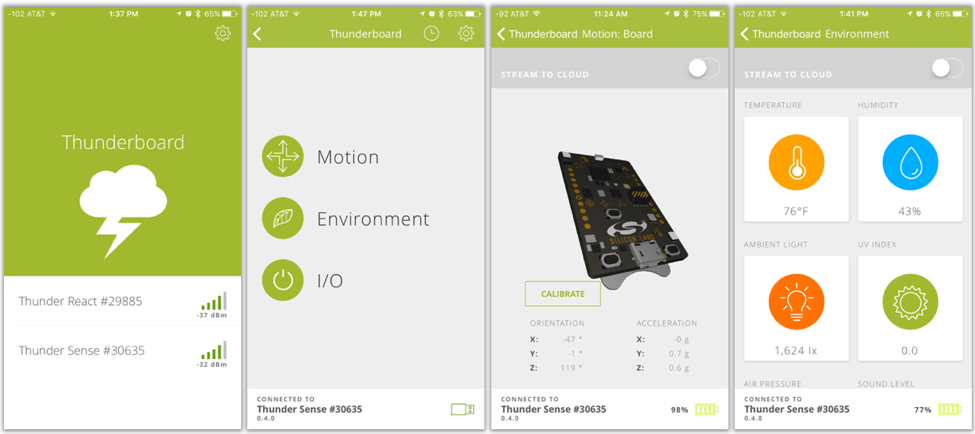 -102 AT&T 1:37 PM 65%
Thunderboard
Thunder React #29885
-37 dBm
Thunder Sense #30635
-32 dBm
-102 AT&T 1:47 PM 63%
Thunderboard
Motion
Environment
I/O
CONNECTED TO
Thunder Sense #30635
0.4.0
-92 AT&T 11:24 AM 75%
Thunderboard Motion: Board
STREAM TO CLOUD
SILICON LABS
CALIBRATE
ORIENTATION ACCELERATION
X: -47 ° X: -0 g
Y: -1 ° Y: 0.7 g
Z: 119 ° Z: 0.6 g
CONNECTED TO
Thunder Sense #30635 98%
0.4.0
-102 AT&T 1:41 PM 65%
Thunderboard Environment
STREAM TO CLOUD
TEMPERATURE HUMIDITY
76°F 43%
AMBIENT LIGHT UV INDEX
1,624 lx 0.0
AIR PRESSURE SOUND LEVEL
CONNECTED TO
Thunder Sense #30635 77%
0.4.0